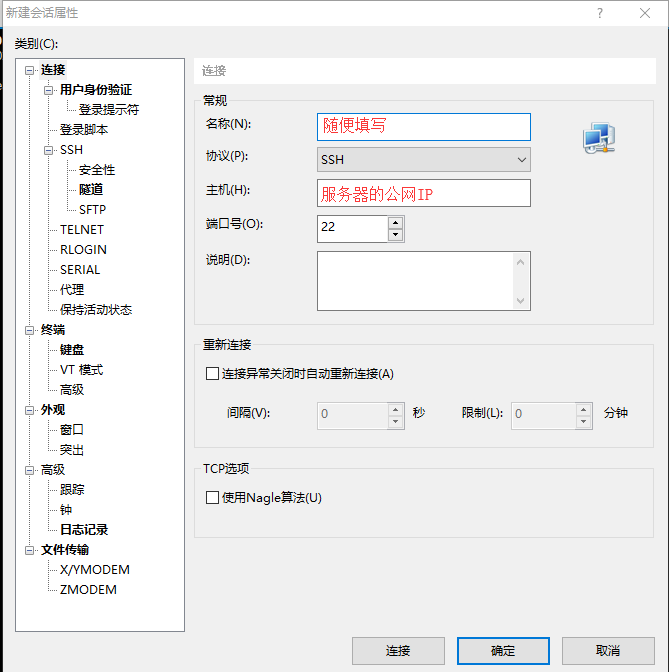 新建会话属性
?
类别(C):
连接
用户身份验证
登录提示符
登录脚本
SSH
安全性
隧道
SFTP
TELNET
RLOGIN
SERIAL
代理
保持活动状态
终端
键盘
VT 模式
高级
外观
窗口
突出
高级
跟踪
钟
日志记录
文件传输
X/YMODEM
ZMODEM
连接
常规
名称(N): 随便填写
协议(P): SSH
主机(H): 服务器的公网IP
端口号(O): 22
说明(D):
重新连接
连接异常关闭时自动重新连接(A)
间隔(V): 0 秒 限制(L): 0 分钟
TCP选项
使用Nagle算法(U)
连接 确定 取消